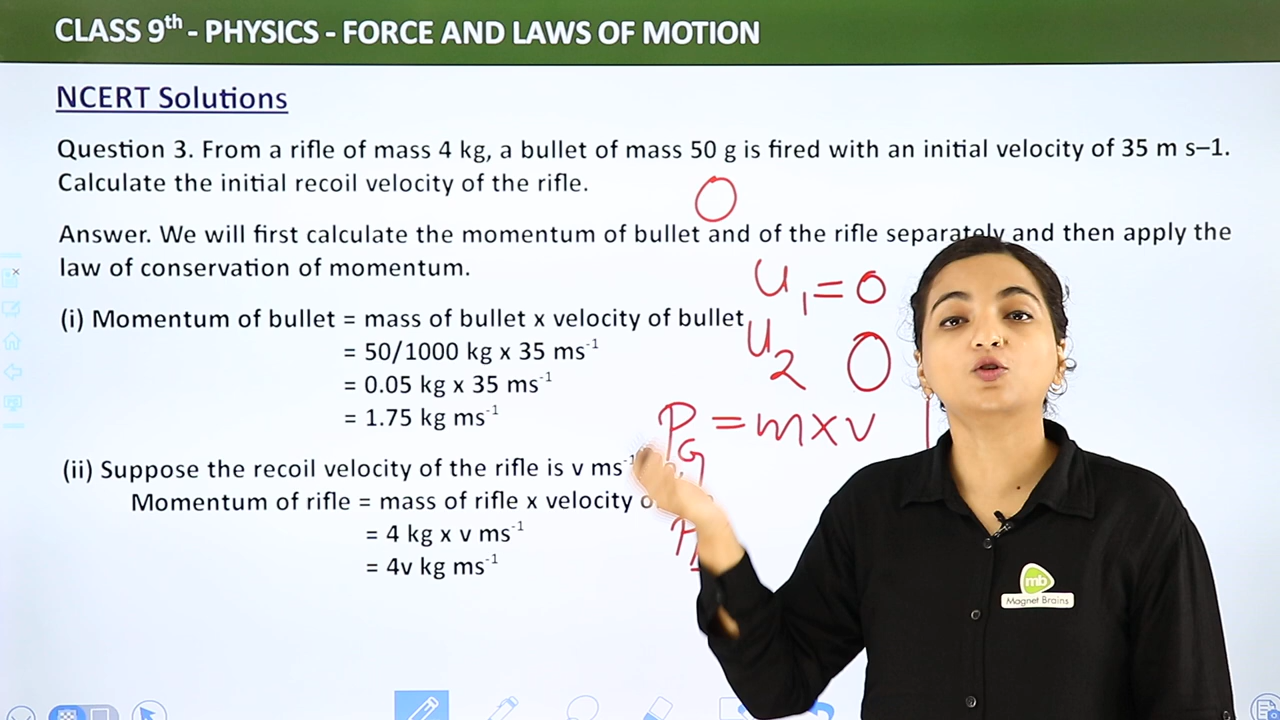 CLASS 9th - PHYSICS - FORCE AND LAWS OF MOTION
NCERT Solutions
Question 3. From a rifle of mass 4 kg, a bullet of mass 50 g is fired with an initial velocity of 35 m s–1.
Calculate the initial recoil velocity of the rifle.
O
Answer. We will first calculate the momentum of bullet and of the rifle separately and then apply the
law of conservation of momentum.
u1 = 0
(i) Momentum of bullet = mass of bullet x velocity of bullet
= 50/1000 kg x 35 ms-1
u2 0
= 0.05 kg x 35 ms-1
= 1.75 kg ms-1
PG = m x v
(ii) Suppose the recoil velocity of the rifle is v ms-1
Momentum of rifle = mass of rifle x velocity
= 4 kg x v ms-1
= 4v kg ms-1
mb
Magnet Brains